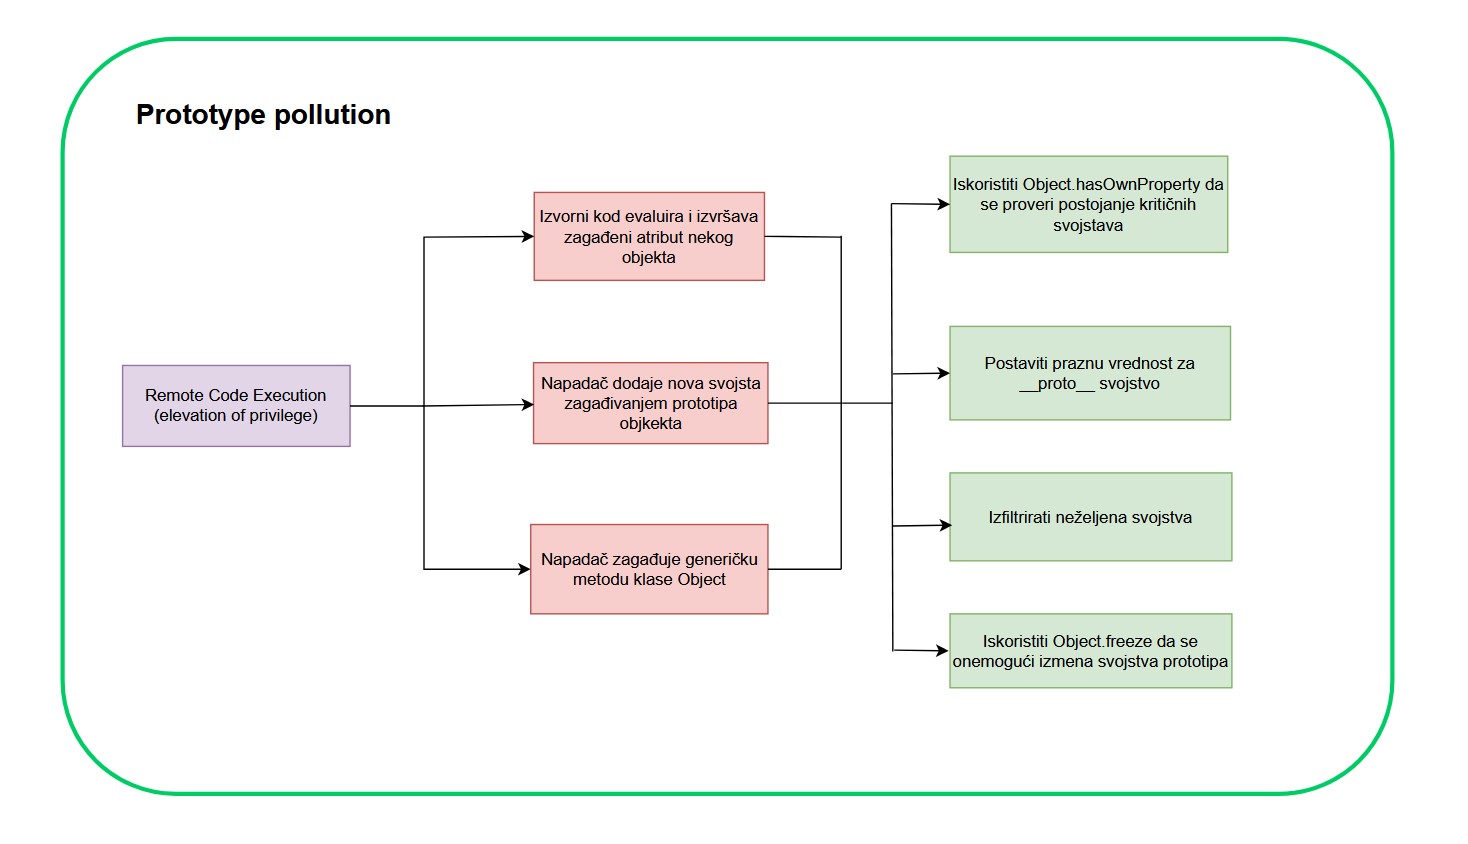 Prototype pollution
Remote Code Execution
(elevation of privilege)
Izvorni kod evaluira i izvršava
zagađeni atribut nekog
objekta
Napadač dodaje nova svojsta
zagađivanjem prototipa
objkekta
Napadač zagađuje generičku
metodu klase Object
Iskoristiti Object.hasOwnProperty da
se proveri postojanje kritičnih
svojstava
Postaviti praznu vrednost za
__proto__ svojstvo
Izfiltrirati neželjena svojstva
Iskoristiti Object.freeze da se
onemogući izmena svojstva prototipa